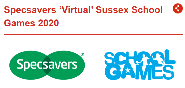 Specsavers ‘Virtual’ Sussex School
Games 2020
Specsavers
SCHOOL
GAMES